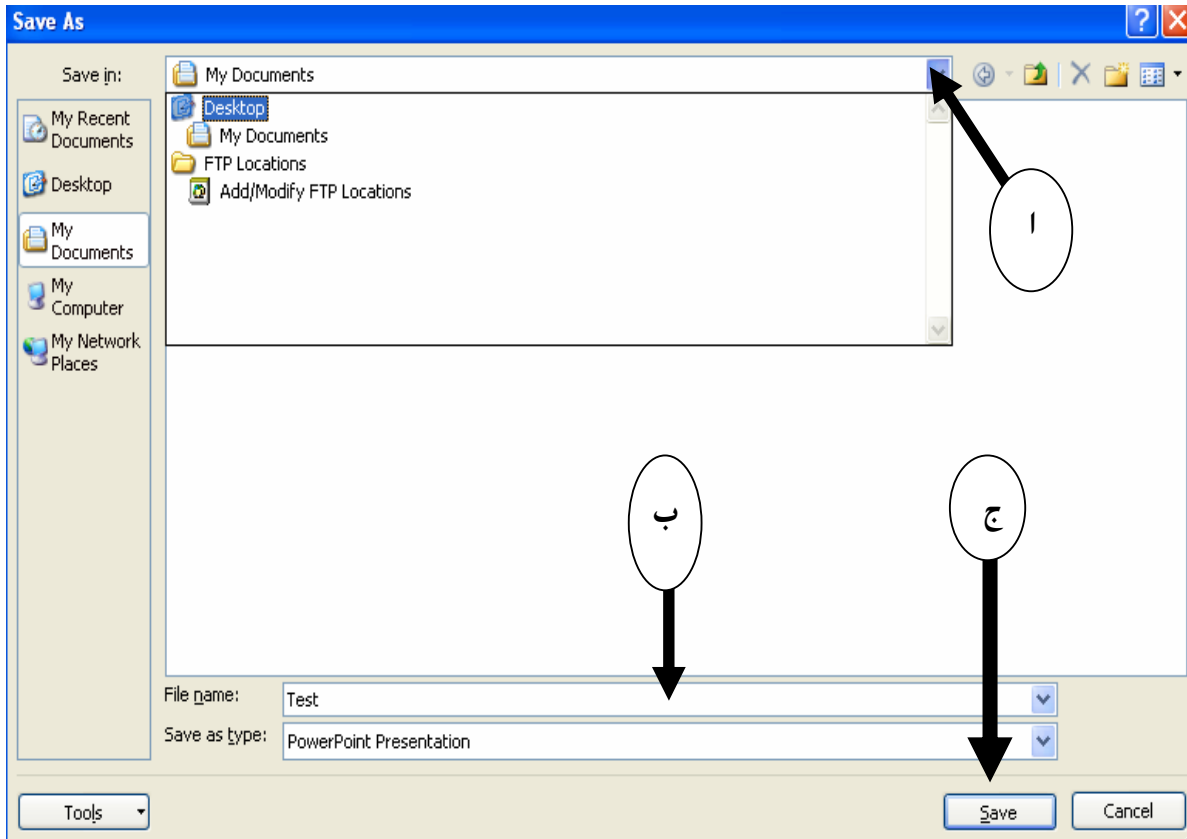 Save As
Save in:
My Documents
Desktop
My Documents
FTP Locations
Add/Modify FTP Locations
My Recent
Documents
Desktop
My
Documents
My
Computer
My Network
Places
ا
ب
ج
File name:
Test
Save as type:
PowerPoint Presentation
Tools
Save
Cancel